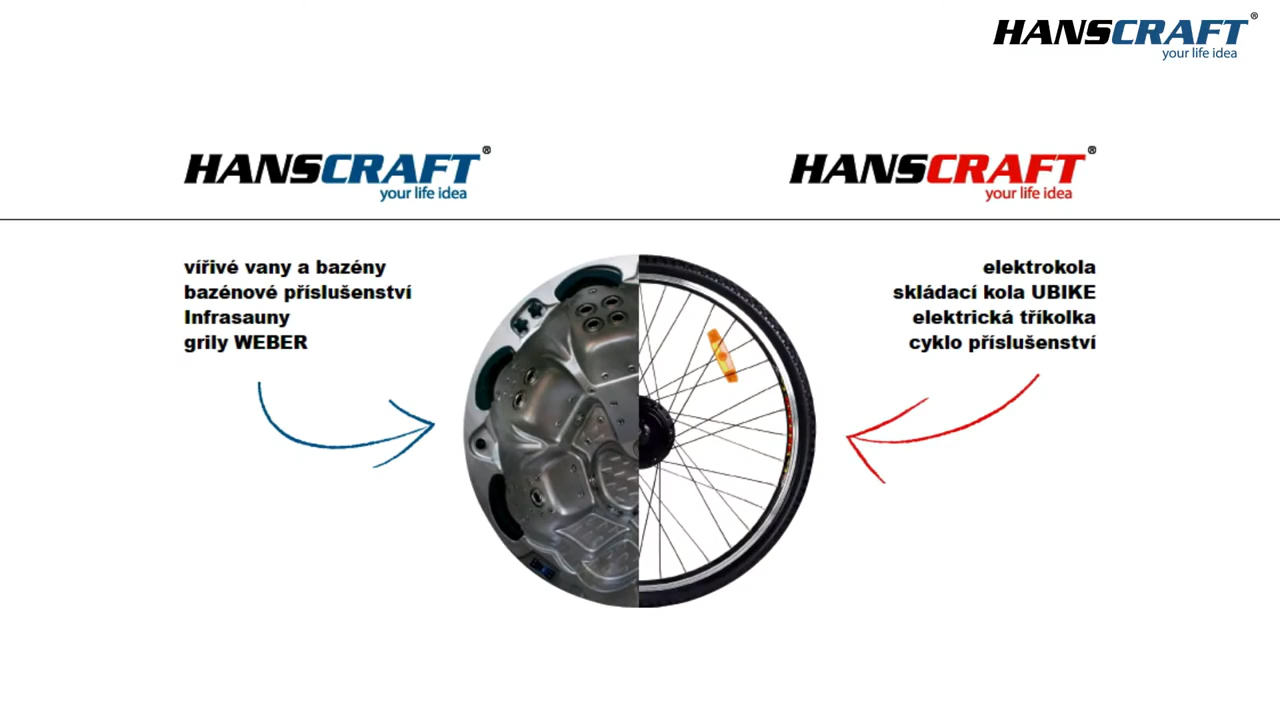 HANSCRAFT®
your life idea
HANSCRAFT®
your life idea
HANSCRAFT®
your life idea
vířivé vany a bazény
bazénové příslušenství
Infrasauny
grily WEBER
elektrokola
skládací kola UBIKE
elektrická tříkolka
cyklo příslušenství